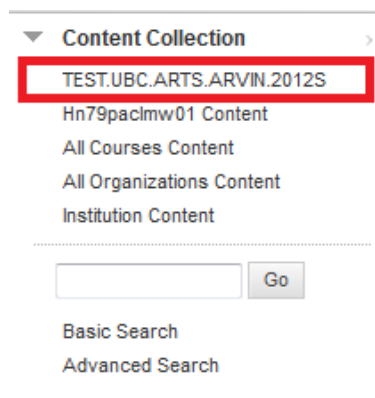 Content Collection
TEST.UBC.ARTS.ARVIN.2012S
Hn79paclmw01 Content
All Courses Content
All Organizations Content
Institution Content
Go
Basic Search
Advanced Search